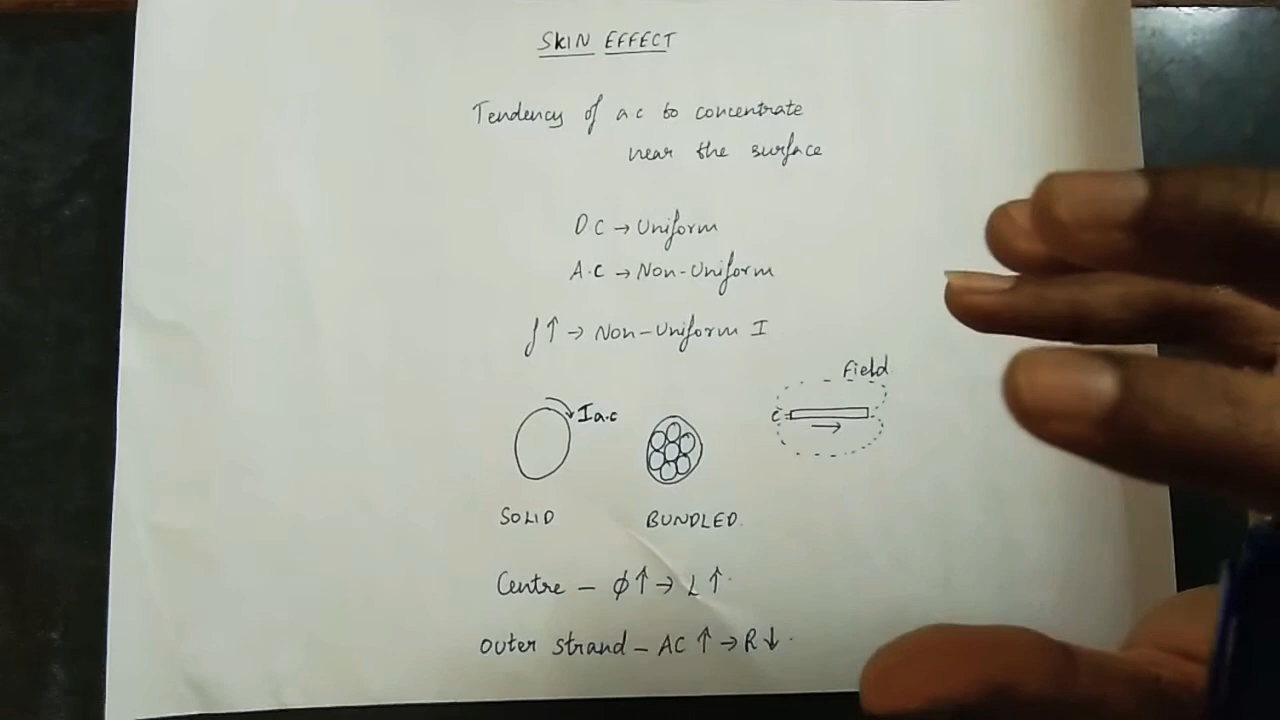 SKIN EFFECT
Tendency of a.c to concentrate
near the surface
D.C → Uniform
A.C → Non-Uniform
f↑ → Non-Uniform I
Field
I a.c
C
SOLID
BUNDLED.
Centre – ϕ↑ → L↑.
outer strand – AC ↑ → R↓.